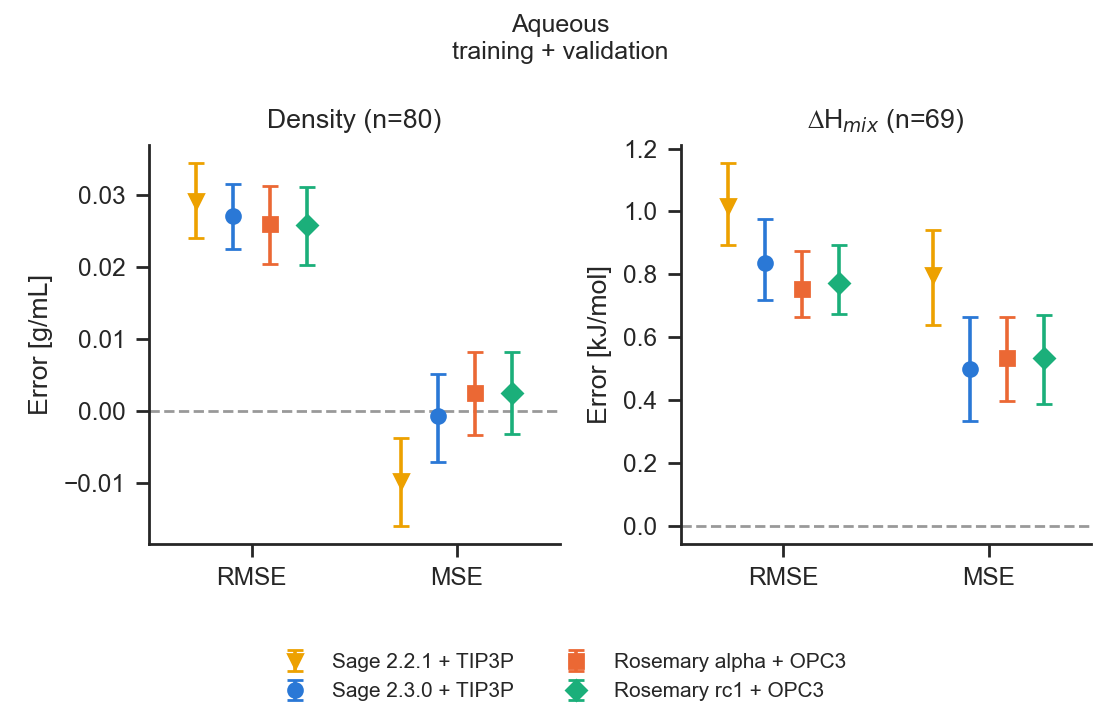 Aqueous
training + validation
Density (n=80)
ΔH_mix (n=69)
Error [g/mL]
0.03
0.02
0.01
0.00
−0.01
RMSE
MSE
Error [kJ/mol]
1.2
1.0
0.8
0.6
0.4
0.2
0.0
RMSE
MSE
Sage 2.2.1 + TIP3P
Sage 2.3.0 + TIP3P
Rosemary alpha + OPC3
Rosemary rc1 + OPC3